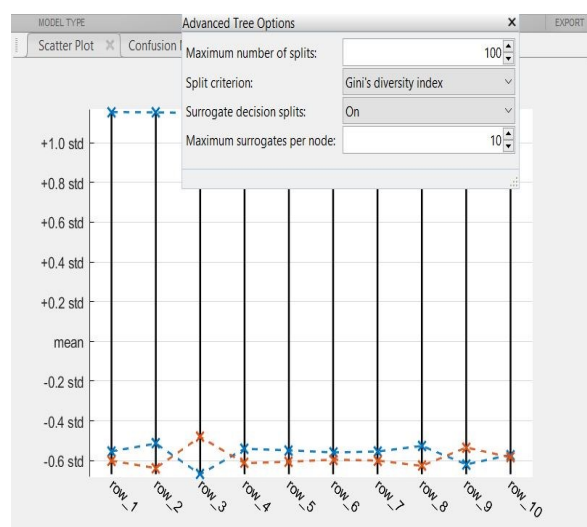 MODEL TYPE
Advanced Tree Options
EXPORT
Scatter Plot
Confusion
Maximum number of splits:
100
Split criterion:
Gini's diversity index
Surrogate decision splits:
On
Maximum surrogates per node:
10
+1.0 std
+0.8 std
+0.6 std
+0.4 std
+0.2 std
mean
-0.2 std
-0.4 std
-0.6 std
row_1
row_2
row_3
row_4
row_5
row_6
row_7
row_8
row_9
row_10